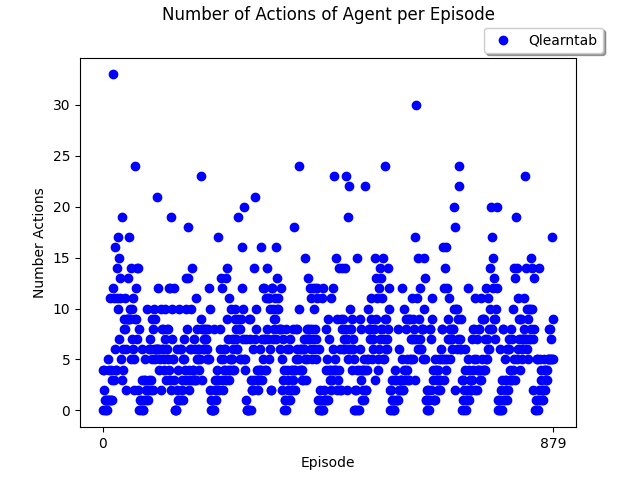 Number of Actions of Agent per Episode
Qlearntab
30
25
20
15
10
5
0
Number Actions
0
879
Episode